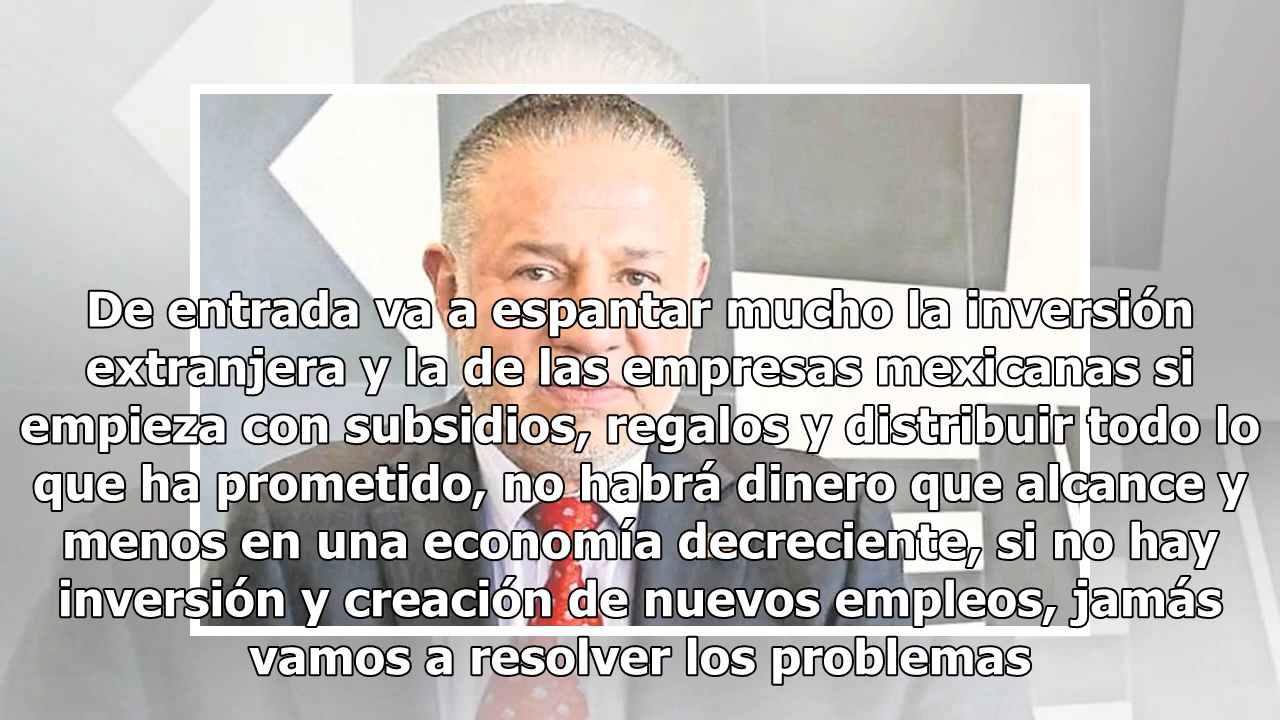 De entrada va a espantar mucho la inversión
extranjera y la de las empresas mexicanas si
empieza con subsidios, regalos y distribuir todo lo
que ha prometido, no habrá dinero que alcance y
menos en una economía decreciente, si no hay
inversión y creación de nuevos empleos, jamás
vamos a resolver los problemas